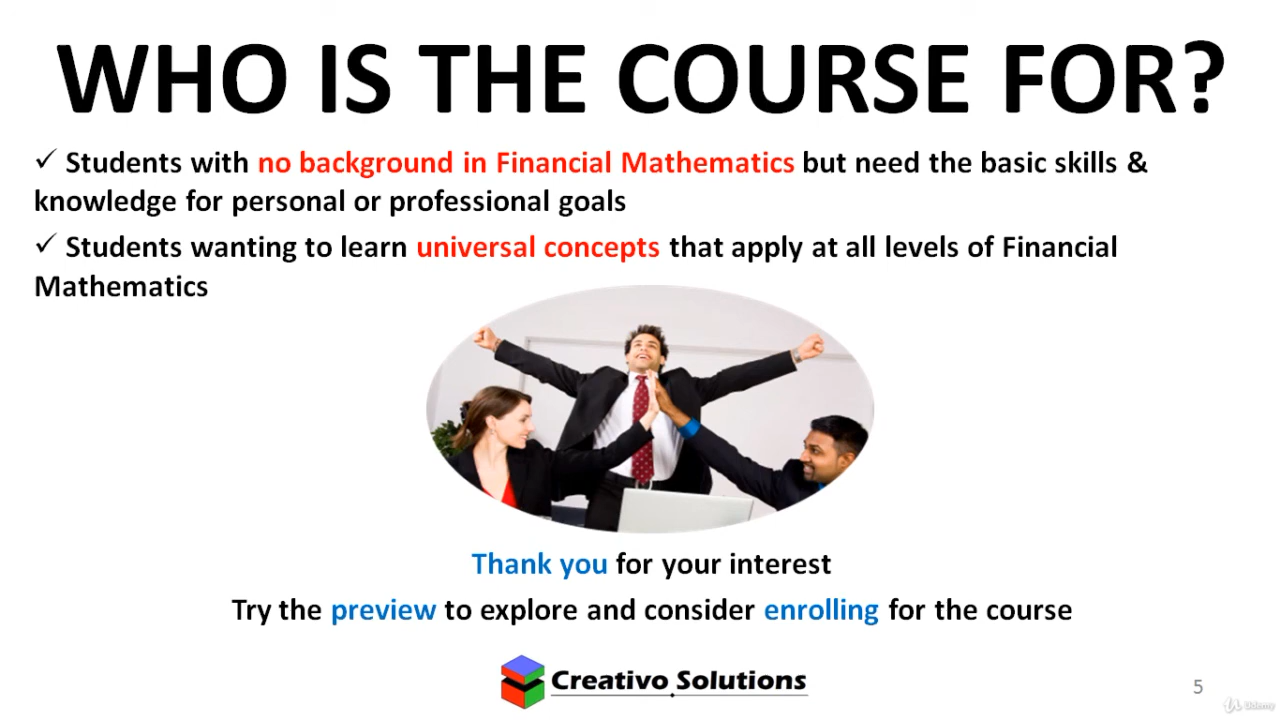 WHO IS THE COURSE FOR?
✓ Students with no background in Financial Mathematics but need the basic skills &
knowledge for personal or professional goals
✓ Students wanting to learn universal concepts that apply at all levels of Financial
Mathematics
Thank you for your interest
Try the preview to explore and consider enrolling for the course
Creativo Solutions
5
Udemy